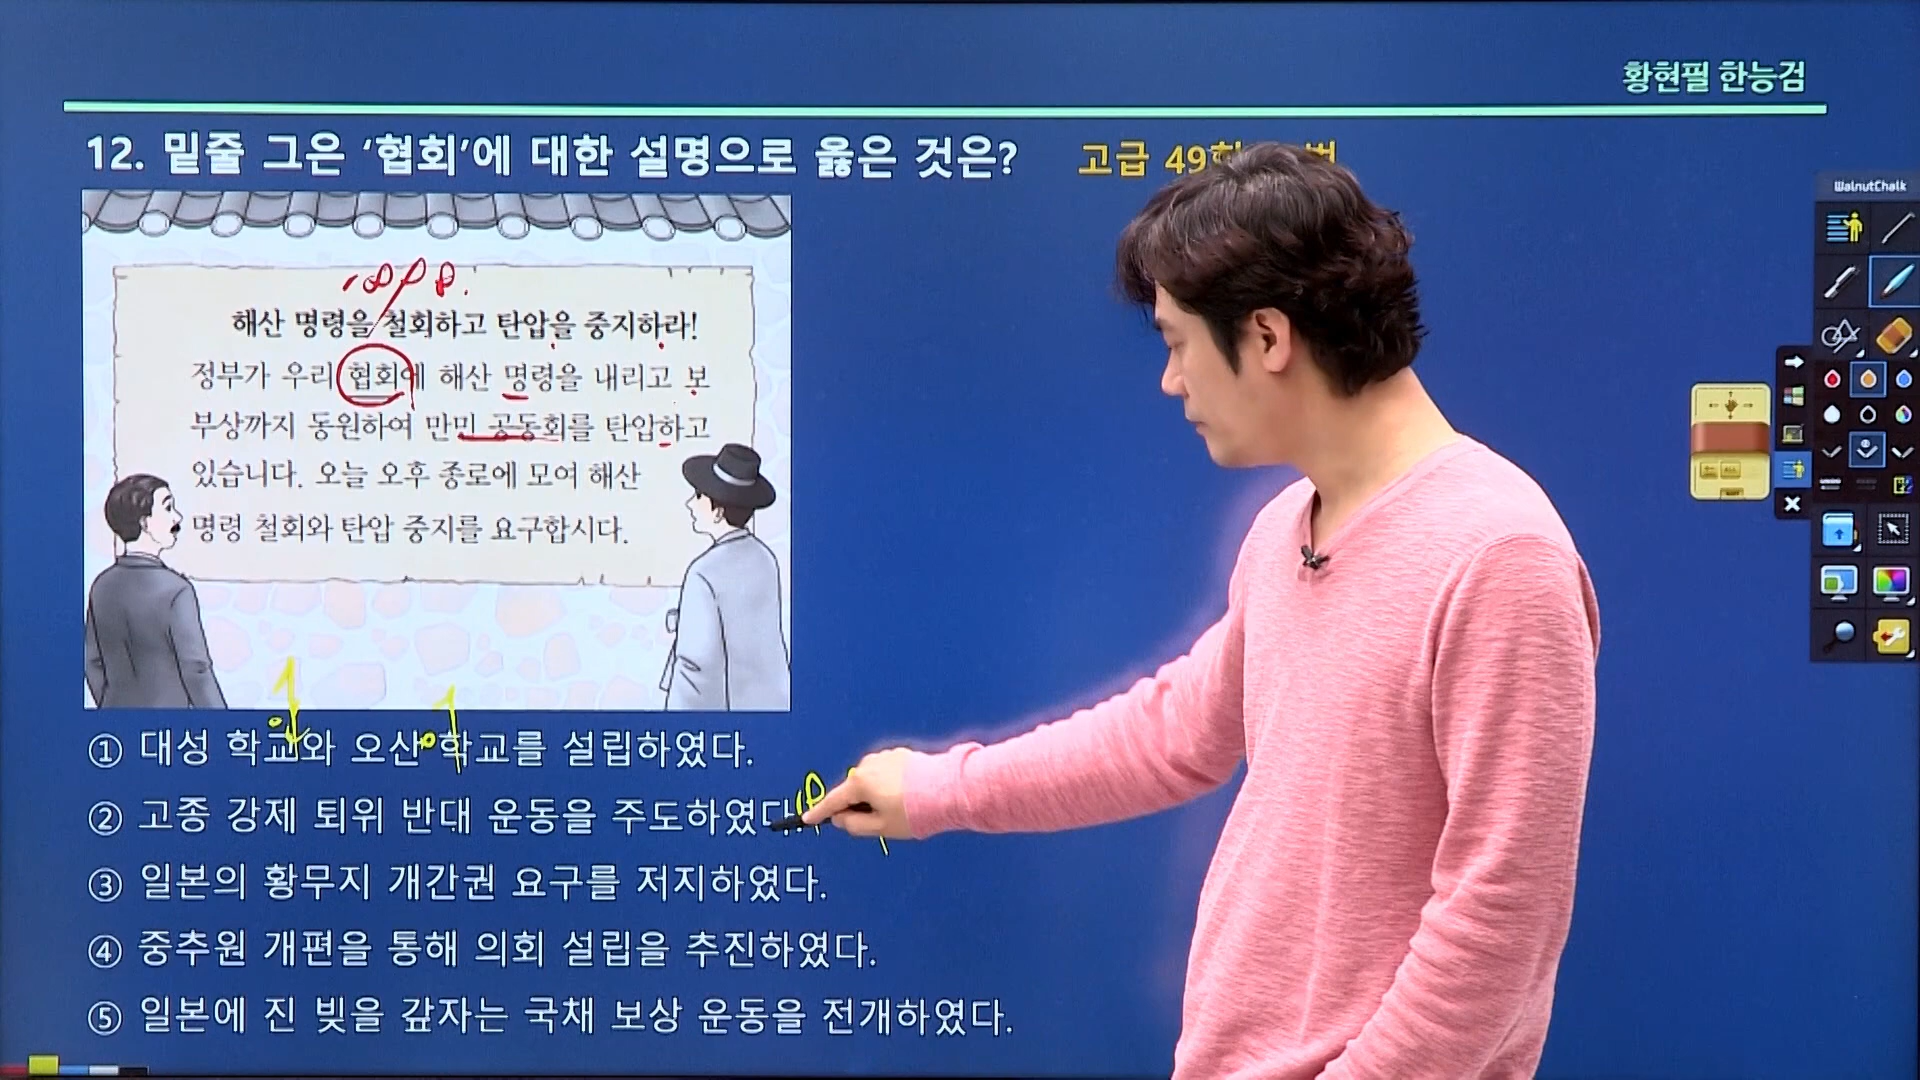 황현필 한능검
12. 밑줄 그은 ‘협회’에 대한 설명으로 옳은 것은?
고급 49회
1898.
해산 명령을 철회하고 탄압을 중지하라!
정부가 우리 협회에 해산 명령을 내리고 보
부상까지 동원하여 만민 공동회를 탄압하고
있습니다. 오늘 오후 종로에 모여 해산
명령 철회와 탄압 중지를 요구합시다.
① 대성 학교와 오산 학교를 설립하였다.
② 고종 강제 퇴위 반대 운동을 주도하였다.
③ 일본의 황무지 개간권 요구를 저지하였다.
④ 중추원 개편을 통해 의회 설립을 추진하였다.
⑤ 일본에 진 빚을 갚자는 국채 보상 운동을 전개하였다.
WalnutChalk